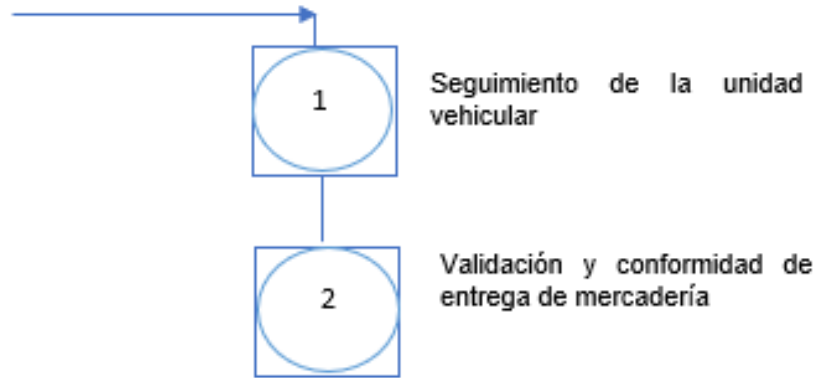 1
Seguimiento de la unidad
vehicular
2
Validación y conformidad de
entrega de mercadería